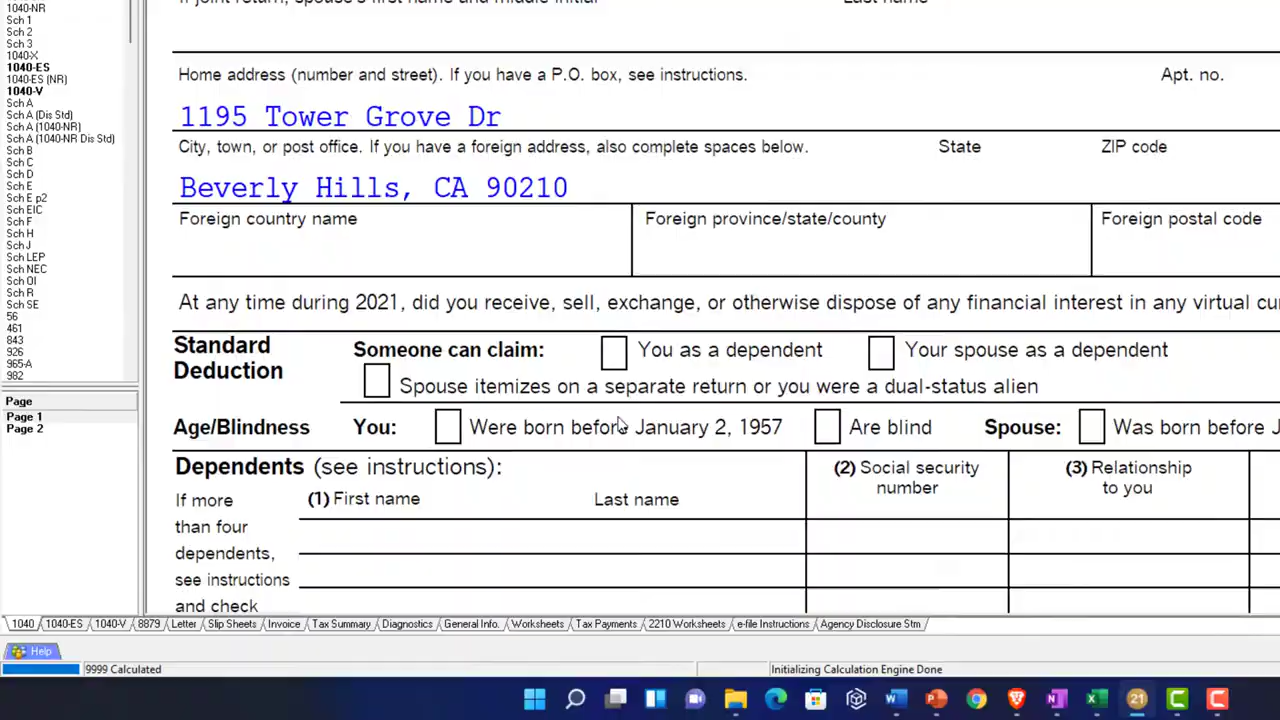 1040-NR
Sch 1
Sch 2
Sch 3
1040-X
1040-ES
1040-ES (NR)
1040-V
Sch A
Sch A (Dis Std)
Sch A (1040-NR)
Sch A (1040-NR Dis Std)
Sch B
Sch C
Sch D
Sch E
Sch E p2
Sch EIC
Sch F
Sch H
Sch J
Sch LEP
Sch NEC
Sch OI
Sch R
Sch SE
56
461
843
926
965-A
982
Page
Page 1
Page 2
If joint return, spouse's first name and middle initial Last name
Home address (number and street). If you have a P.O. box, see instructions. Apt. no.
1195 Tower Grove Dr
City, town, or post office. If you have a foreign address, also complete spaces below. State ZIP code
Beverly Hills, CA 90210
Foreign country name Foreign province/state/county Foreign postal code
At any time during 2021, did you receive, sell, exchange, or otherwise dispose of any financial interest in any virtual cu
Standard Deduction
Someone can claim: You as a dependent Your spouse as a dependent
Spouse itemizes on a separate return or you were a dual-status alien
Age/Blindness You: Were born before January 2, 1957 Are blind Spouse: Was born before J
Dependents (see instructions): (2) Social security number (3) Relationship to you
(1) First name Last name
If more
than four
dependents,
see instructions
and check
1040 1040-ES 1040-V 8879 Letter Slip Sheets Invoice Tax Summary Diagnostics General Info. Worksheets Tax Payments 2210 Worksheets e-file Instructions Agency Disclosure Stm
Help
9999 Calculated Initializing Calculation Engine Done
21